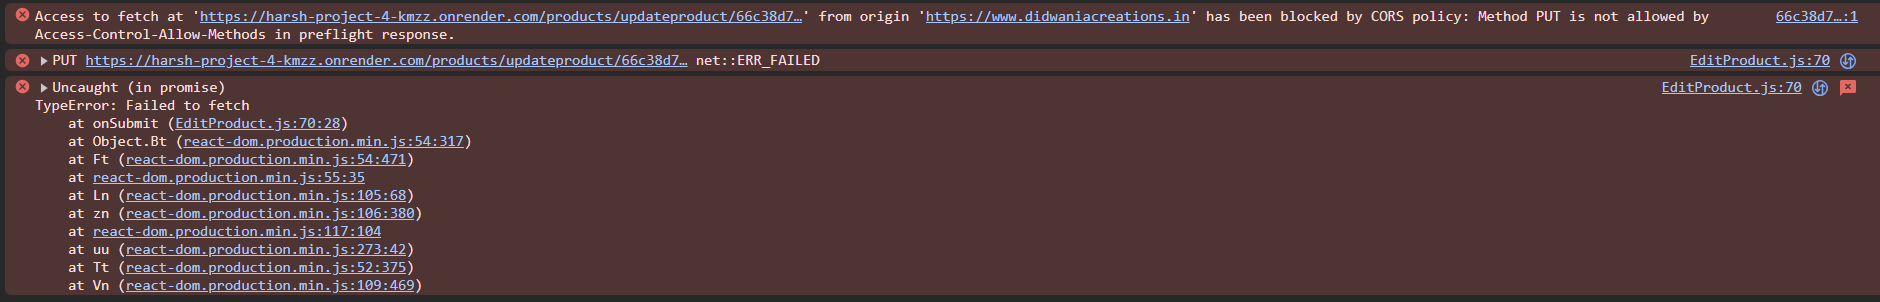 Access to fetch at 'https://harsh-project-4-kmzz.onrender.com/products/updateproduct/66c38d7…' from origin 'https://www.didwaniacreations.in' has been blocked by CORS policy: Method PUT is not allowed by 66c38d7…:1
Access-Control-Allow-Methods in preflight response.
PUT https://harsh-project-4-kmzz.onrender.com/products/updateproduct/66c38d7… net::ERR_FAILED EditProduct.js:70
Uncaught (in promise) EditProduct.js:70
TypeError: Failed to fetch
at onSubmit (EditProduct.js:70:28)
at Object.Bt (react-dom.production.min.js:54:317)
at Ft (react-dom.production.min.js:54:471)
at react-dom.production.min.js:55:35
at Ln (react-dom.production.min.js:105:68)
at zn (react-dom.production.min.js:106:380)
at react-dom.production.min.js:117:104
at uu (react-dom.production.min.js:273:42)
at Tt (react-dom.production.min.js:52:375)
at Vn (react-dom.production.min.js:109:469)